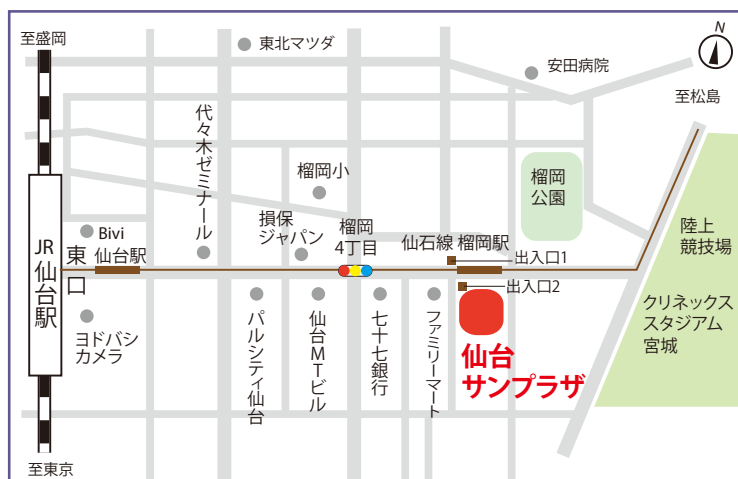 至盛岡
東北マツダ
N
安田病院
至松島
代々木ゼミナール
榴岡小
榴岡
公園
損保
ジャパン
榴岡
4丁目
仙石線 榴岡駅
陸上
競技場
Bivi
仙台駅
JR
仙台駅
東口
出入口1
出入口2
ヨドバシ
カメラ
パルシティ仙台
仙台MTビル
七十七銀行
ファミリーマート
仙台
サンプラザ
クリネックス
スタジアム
宮城
至東京